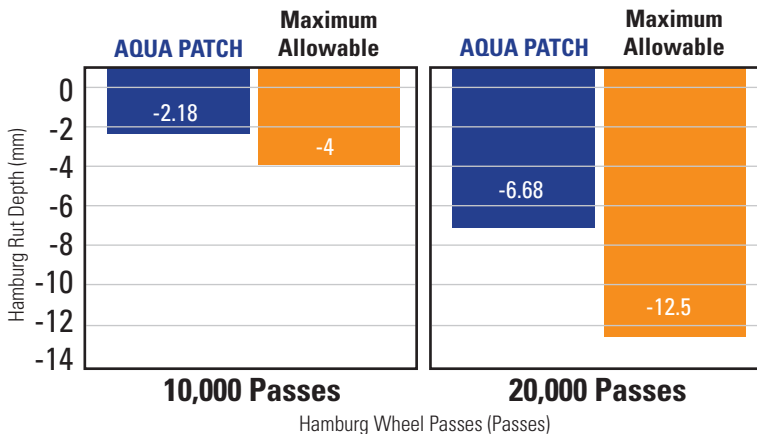 AQUA PATCH
Maximum
Allowable
AQUA PATCH
Maximum
Allowable
Hamburg Rut Depth (mm)
0
-2
-4
-6
-8
-10
-12
-14
-2.18
-4
-6.68
-12.5
10,000 Passes
20,000 Passes
Hamburg Wheel Passes (Passes)